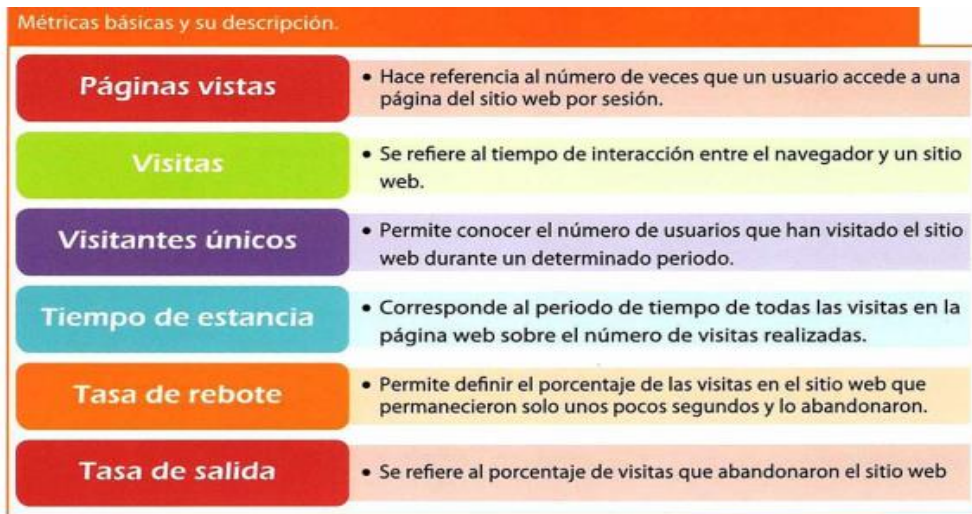 Métricas básicas y su descripción.
Páginas vistas
• Hace referencia al número de veces que un usuario accede a una
página del sitio web por sesión.
Visitas
• Se refiere al tiempo de interacción entre el navegador y un sitio
web.
Visitantes únicos
• Permite conocer el número de usuarios que han visitado el sitio
web durante un determinado periodo.
Tiempo de estancia
• Corresponde al periodo de tiempo de todas las visitas en la
página web sobre el número de visitas realizadas.
Tasa de rebote
• Permite definir el porcentaje de las visitas en el sitio web que
permanecieron solo unos pocos segundos y lo abandonaron.
Tasa de salida
• Se refiere al porcentaje de visitas que abandonaron el sitio web